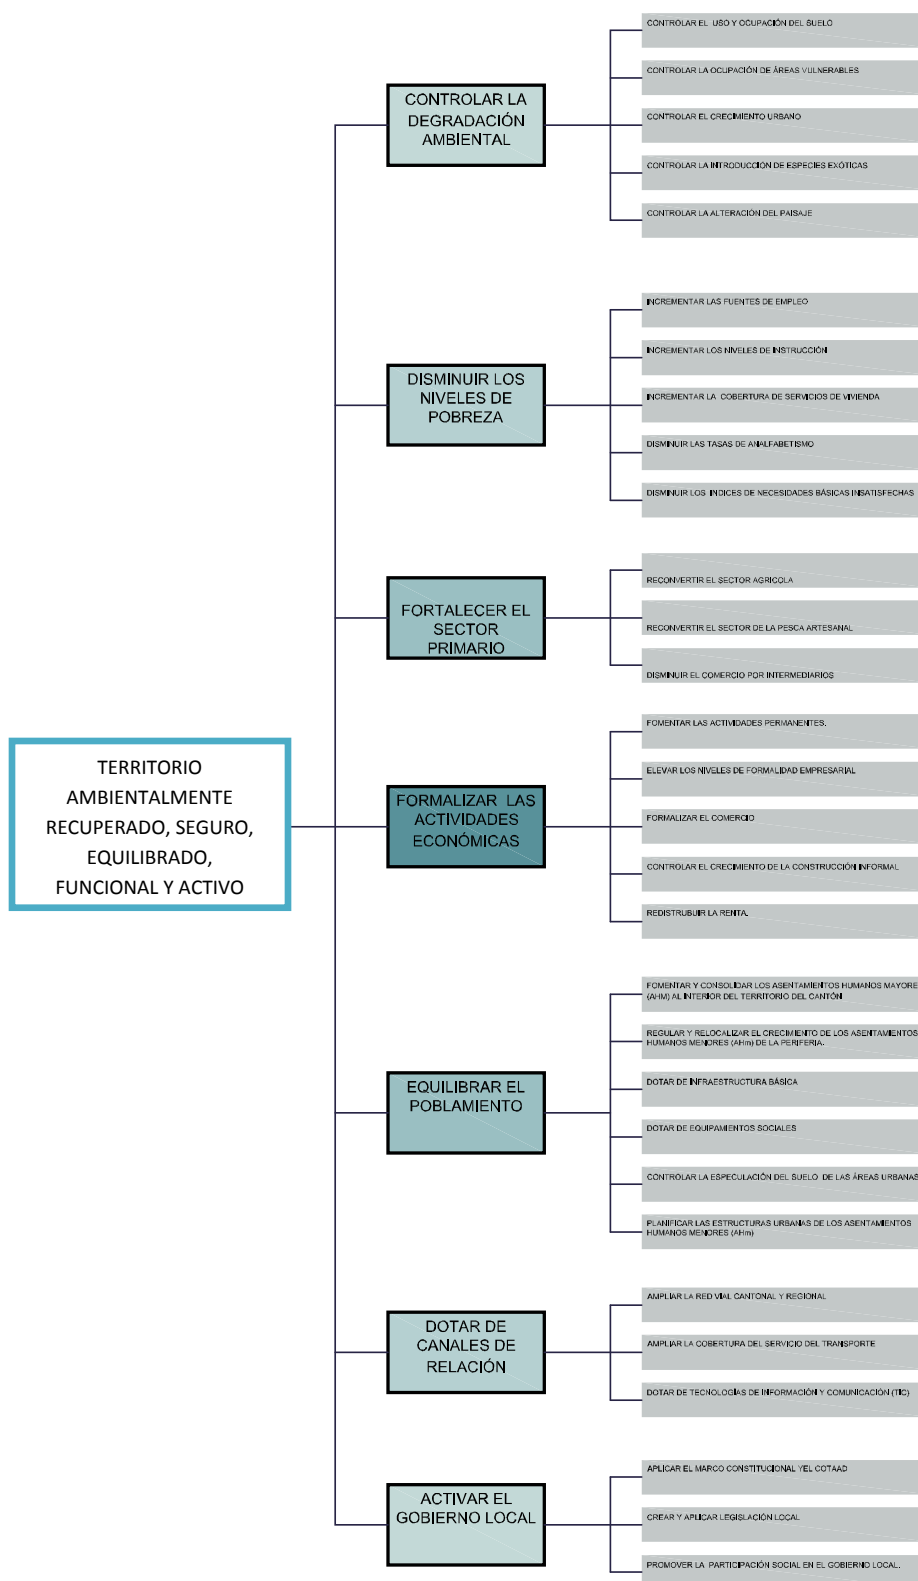 TERRITORIO
AMBIENTALMENTE
RECUPERADO, SEGURO,
EQUILIBRADO,
FUNCIONAL Y ACTIVO
CONTROLAR LA
DEGRADACIÓN
AMBIENTAL
CONTROLAR EL USO Y OCUPACIÓN DEL SUELO
CONTROLAR LA OCUPACIÓN DE ÁREAS VULNERABLES
CONTROLAR EL CRECIMIENTO URBANO
CONTROLAR LA INTRODUCCIÓN DE ESPECIES EXÓTICAS
CONTROLAR LA ALTERACIÓN DEL PAISAJE
DISMINUIR LOS
NIVELES DE
POBREZA
INCREMENTAR LAS FUENTES DE EMPLEO
INCREMENTAR LOS NIVELES DE INSTRUCCIÓN
INCREMENTAR LA COBERTURA DE SERVICIOS DE VIVIENDA
DISMINUIR LAS TASAS DE ANALFABETISMO
DISMINUIR LOS INDICES DE NECESIDADES BÁSICAS INSATISFECHAS
FORTALECER EL
SECTOR
PRIMARIO
RECONVERTIR EL SECTOR AGRICOLA
RECONVERTIR EL SECTOR DE LA PESCA ARTESANAL
DISMINUIR EL COMERCIO POR INTERMEDIARIOS
FORMALIZAR LAS
ACTIVIDADES
ECONÓMICAS
FOMENTAR LAS ACTIVIDADES PERMANENTES.
ELEVAR LOS NIVELES DE FORMALIDAD EMPRESARIAL
FORMALIZAR EL COMERCIO
CONTROLAR EL CRECIMIENTO DE LA CONSTRUCCIÓN INFORMAL
REDISTRUBUIR LA RENTA.
EQUILIBRAR EL
POBLAMIENTO
FOMENTAR Y CONSOLIDAR LOS ASENTAMIENTOS HUMANOS MAYORE
(AHM) AL INTERIOR DEL TERRITORIO DEL CANTÓN
REGULAR Y RELOCALIZAR EL CRECIMIENTO DE LOS ASENTAMIENTOS
HUMANOS MENORES (AHm) DE LA PERIFERIA.
DOTAR DE INFRAESTRUCTURA BÁSICA
DOTAR DE EQUIPAMIENTOS SOCIALES
CONTROLAR LA ESPECULACIÓN DEL SUELO DE LAS ÁREAS URBANAS
PLANIFICAR LAS ESTRUCTURAS URBANAS DE LOS ASENTAMIENTOS
HUMANOS MENORES (AHm)
DOTAR DE
CANALES DE
RELACIÓN
AMPLIAR LA RED VIAL CANTONAL Y REGIONAL
AMPLIAR LA COBERTURA DEL SERVICIO DEL TRANSPORTE
DOTAR DE TECNOLOGÍAS DE INFORMACIÓN Y COMUNICACIÓN (TIC)
ACTIVAR EL
GOBIERNO LOCAL
APLICAR EL MARCO CONSTITUCIONAL YEL COTAAD
CREAR Y APLICAR LEGISLACIÓN LOCAL
PROMOVER LA PARTICIPACIÓN SOCIAL EN EL GOBIERNO LOCAL.